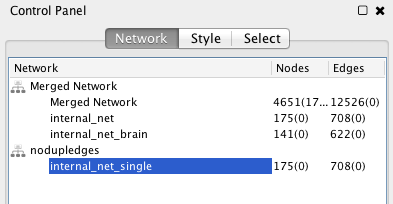 Control Panel
Network Style Select
Network Nodes Edges
Merged Network
Merged Network 4651(17... 12526(0)
internal_net 175(0) 708(0)
internal_net_brain 141(0) 622(0)
nodupledges
internal_net_single 175(0) 708(0)